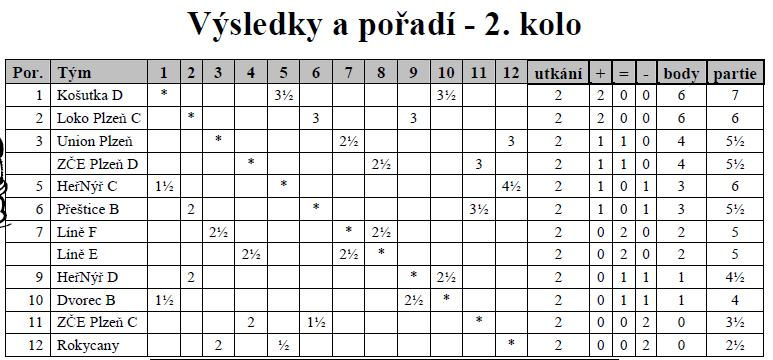 Výsledky a pořadí - 2. kolo
Por. Tým 1 2 3 4 5 6 7 8 9 10 11 12 utkání + = - body partie
1 Košutka D * 3½ 3½ 2 2 0 0 6 7
2 Loko Plzeň C * 3 3 2 2 0 0 6 6
3 Union Plzeň * 2½ 3 2 1 1 0 4 5½
ZČE Plzeň D * 2½ 3 2 1 1 0 4 5½
5 HeřNýř C 1½ * 4½ 2 1 0 1 3 6
6 Přeštice B 2 * 3½ 2 1 0 1 3 5½
7 Líně F 2½ * 2½ 2 0 2 0 2 5
Líně E 2½ 2½ * 2 0 2 0 2 5
9 HeřNýř D 2 * 2½ 2 0 1 1 1 4½
10 Dvorec B 1½ 2½ * 2 0 1 1 1 4
11 ZČE Plzeň C 2 1½ * 2 0 0 2 0 3½
12 Rokycany 2 ½ * 2 0 0 2 0 2½